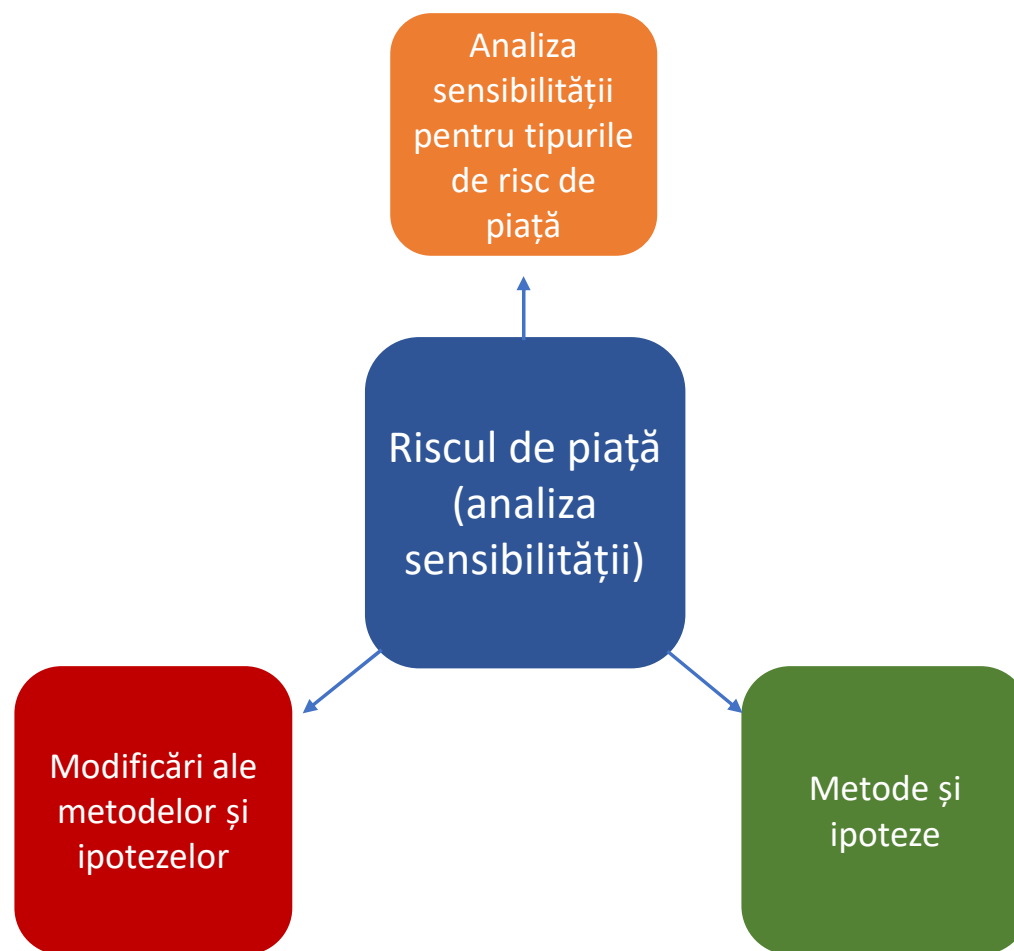 Analiza
sensibilității
pentru tipurile
de risc de
piață
Riscul de piață
(analiza
sensibilității)
Modificări ale
metodelor și
ipotezelor
Metode și
ipoteze